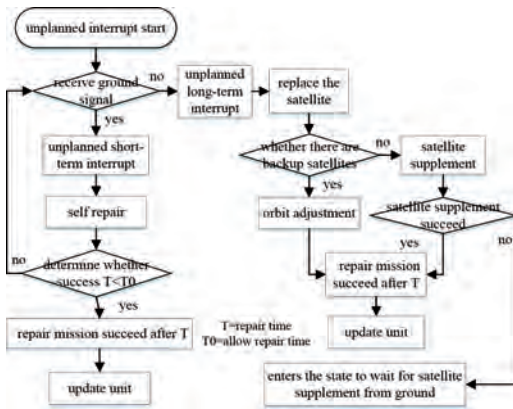 unplanned interrupt start
receive ground
signal
no
yes
unplanned short-
term interrupt
self repair
no
determine whether
success T<T0
yes
repair mission succeed after T
update unit
unplanned
long-term
interrupt
replace the
satellite
whether there are
backup satellites
no
yes
satellite
supplement
orbit adjustment
satellite supplement
succeed
yes
no
repair mission
succeed after T
update unit
T=repair time
T0=allow repair time
enters the state to wait for satellite
supplement from ground